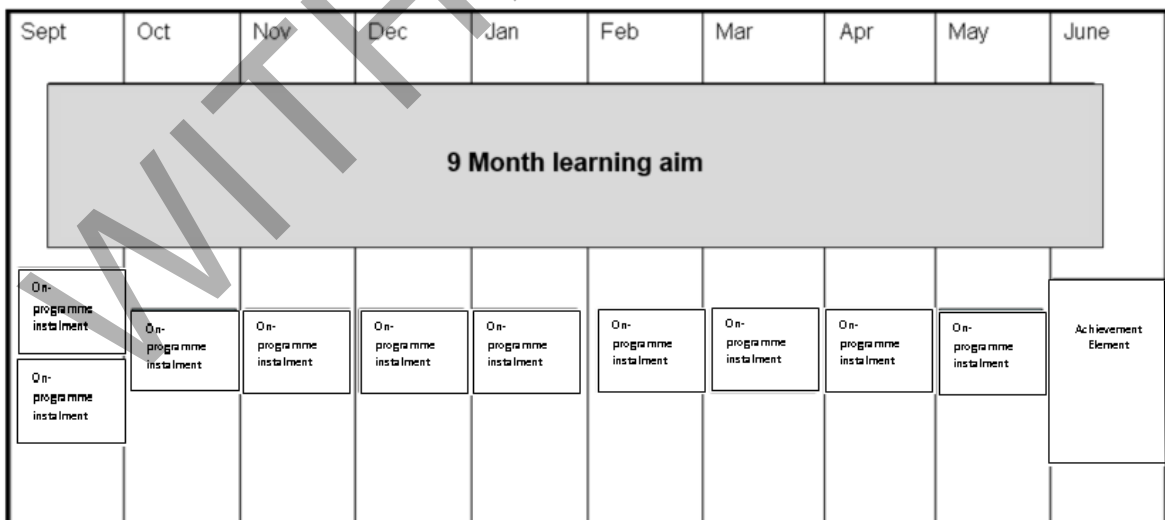 Sept Oct Nov Dec Jan Feb Mar Apr May June
9 Month learning aim
On-
programme
instalment
On-
programme
instalment
On-
programme
instalment
On-
programme
instalment
On-
programme
instalment
On-
programme
instalment
On-
programme
instalment
On-
programme
instalment
On-
programme
instalment
On-
programme
instalment
Achievement
Element
WITH